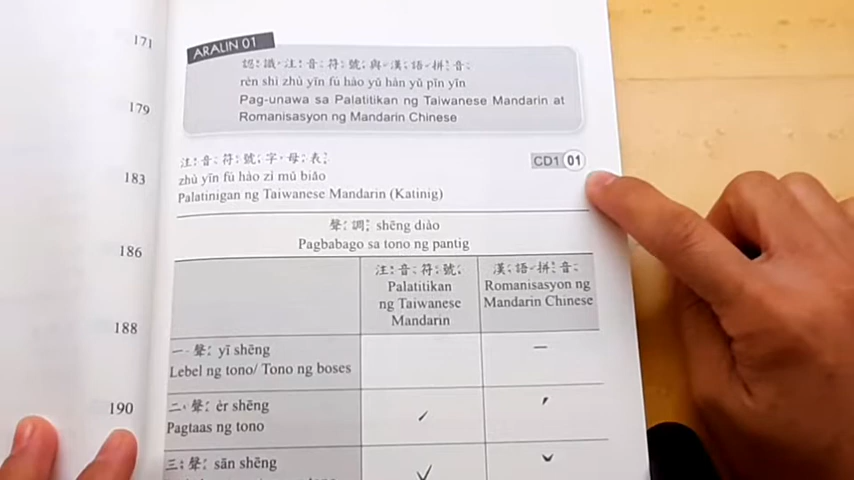 171
179
183
186
188
190
ARALIN 01
認識注音符號與漢語拼音
rèn shì zhù yīn fú hào yǔ hàn yǔ pīn yīn
Pag-unawa sa Palatitikan ng Taiwanese Mandarin at
Romanisasyon ng Mandarin Chinese
注音符號字母表
CD1 01
zhù yīn fú hào zì mǔ biǎo
Palatinigan ng Taiwanese Mandarin (Katinig)
聲調 shēng diào
Pagbabago sa tono ng pantig
注音符號
Palatitikan
ng Taiwanese
Mandarin
漢語拼音
Romanisasyon ng
Mandarin Chinese
一聲 yī shēng
Lebel ng tono/ Tono ng boses
ˉ
二聲 èr shēng
Pagtaas ng tono
ˊ
ˊ
三聲 sān shēng
ˇ
ˇ